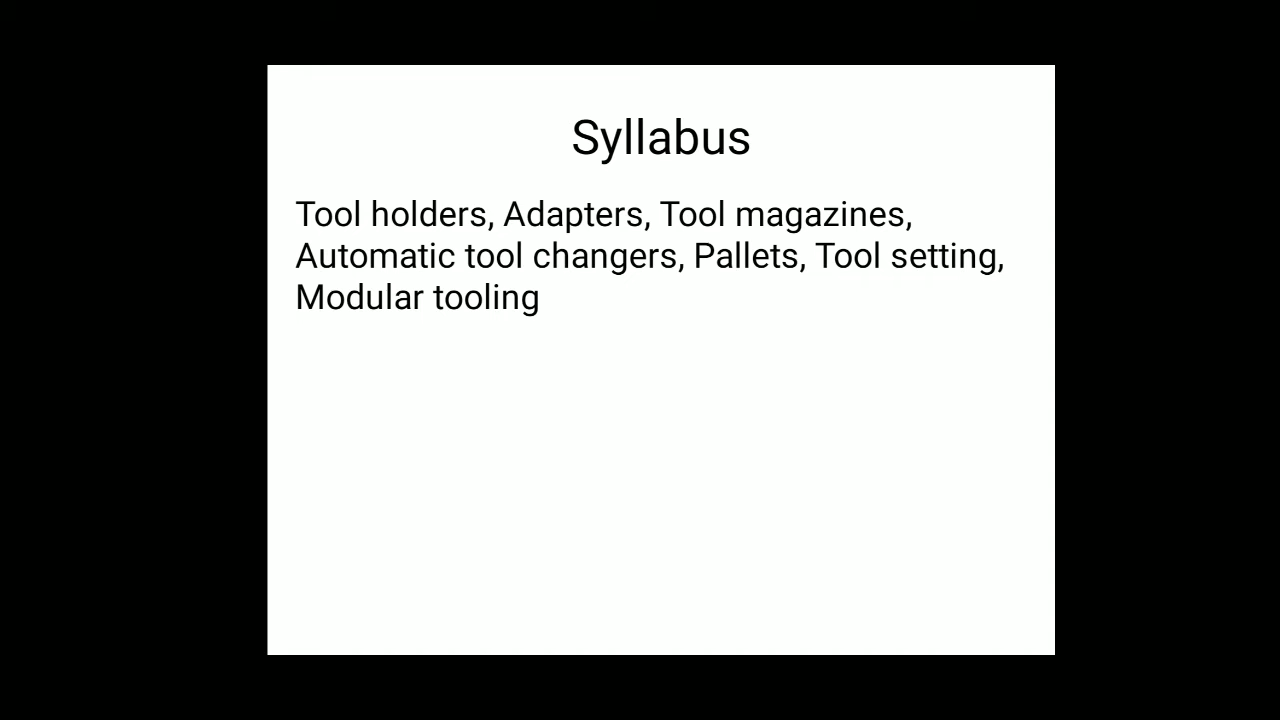 Syllabus
Tool holders, Adapters, Tool magazines,
Automatic tool changers, Pallets, Tool setting,
Modular tooling